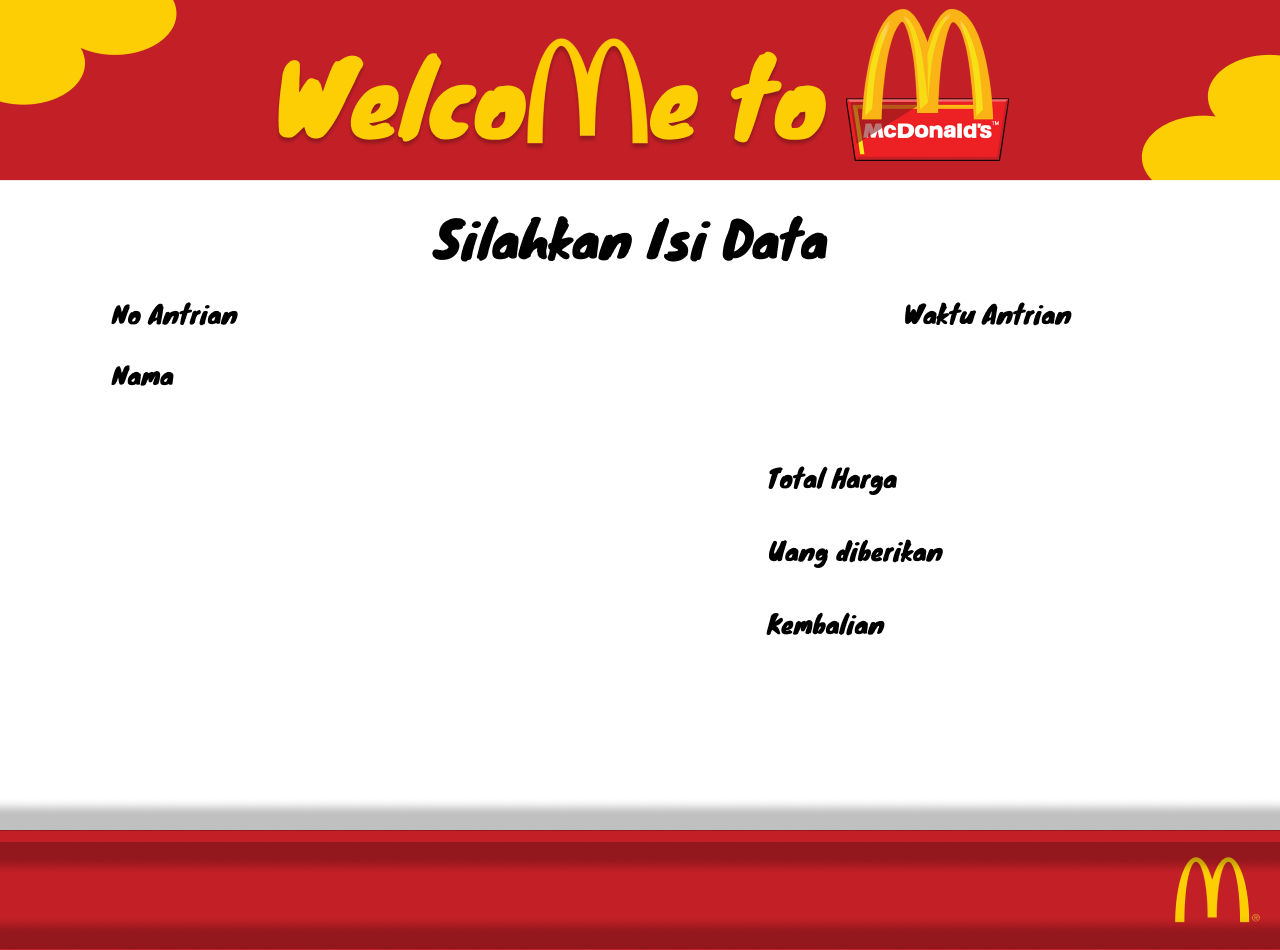 WelcoMe to McDonald's™
Silahkan Isi Data
No Antrian Waktu Antrian
Nama
Total Harga
Uang diberikan
Kembalian
®